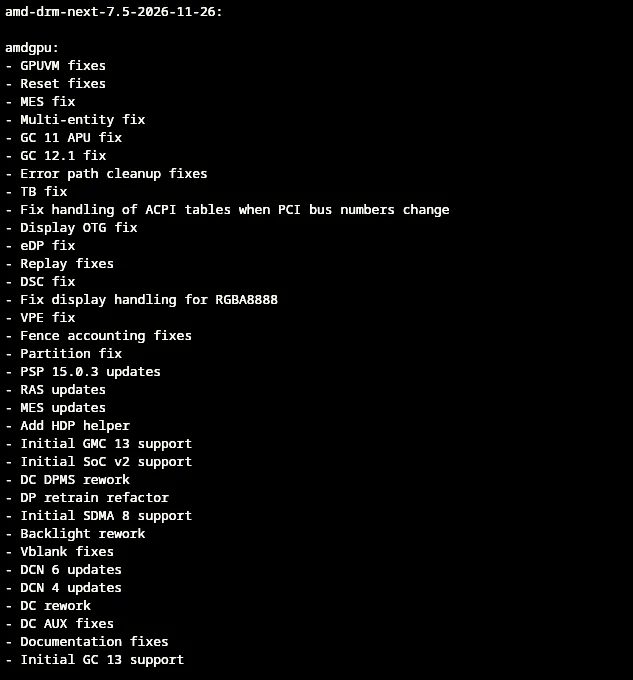 amd-drm-next-7.5-2026-11-26:

amdgpu:
- GPUVM fixes
- Reset fixes
- MES fix
- Multi-entity fix
- GC 11 APU fix
- GC 12.1 fix
- Error path cleanup fixes
- TB fix
- Fix handling of ACPI tables when PCI bus numbers change
- Display OTG fix
- eDP fix
- Replay fixes
- DSC fix
- Fix display handling for RGBA8888
- VPE fix
- Fence accounting fixes
- Partition fix
- PSP 15.0.3 updates
- RAS updates
- MES updates
- Add HDP helper
- Initial GMC 13 support
- Initial SoC v2 support
- DC DPMS rework
- DP retrain refactor
- Initial SDMA 8 support
- Backlight rework
- Vblank fixes
- DCN 6 updates
- DCN 4 updates
- DC rework
- DC AUX fixes
- Documentation fixes
- Initial GC 13 support